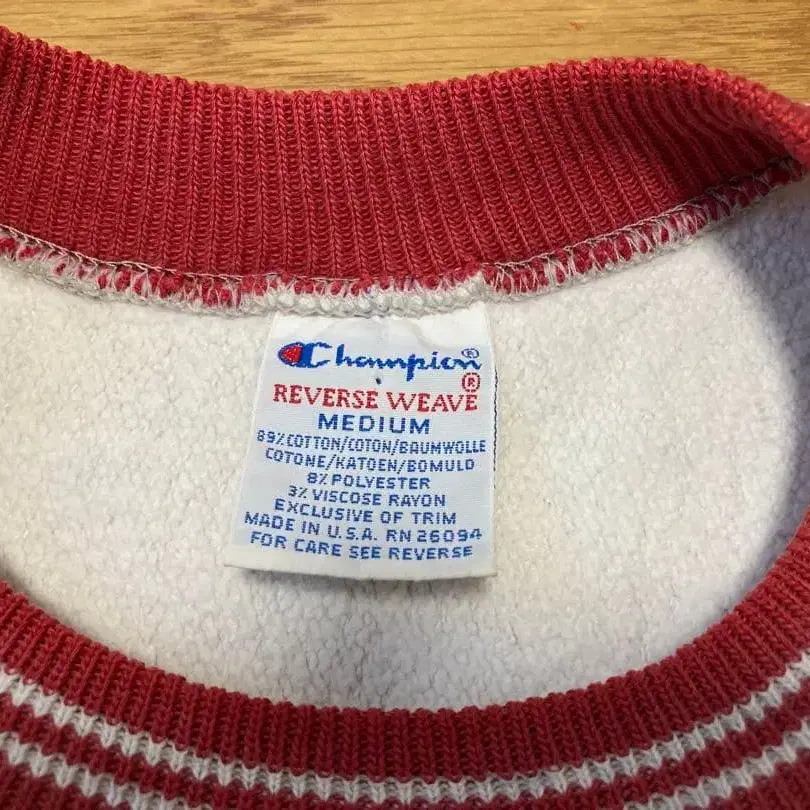 Champion®
®
REVERSE WEAVE
MEDIUM
89% COTTON/COTON/BAUMWOLLE
COTONE/KATOEN/BOMULD
8% POLYESTER
3% VISCOSE RAYON
EXCLUSIVE OF TRIM
MADE IN U.S.A. RN 26094
FOR CARE SEE REVERSE